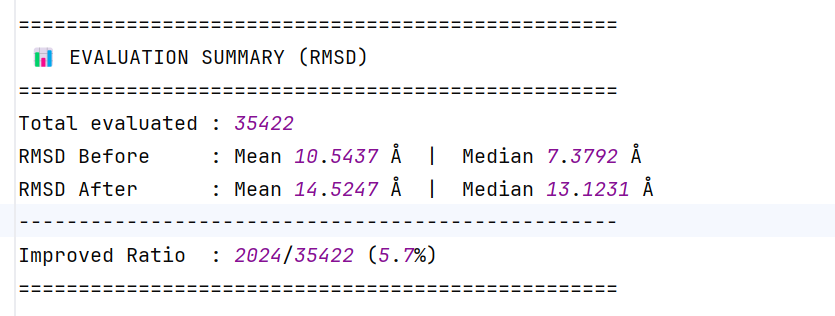 ==================================================
📊 EVALUATION SUMMARY (RMSD)
==================================================
Total evaluated : 35422
RMSD Before     : Mean 10.5437 Å  |  Median 7.3792 Å
RMSD After      : Mean 14.5247 Å  |  Median 13.1231 Å
--------------------------------------------------
Improved Ratio  : 2024/35422 (5.7%)
==================================================